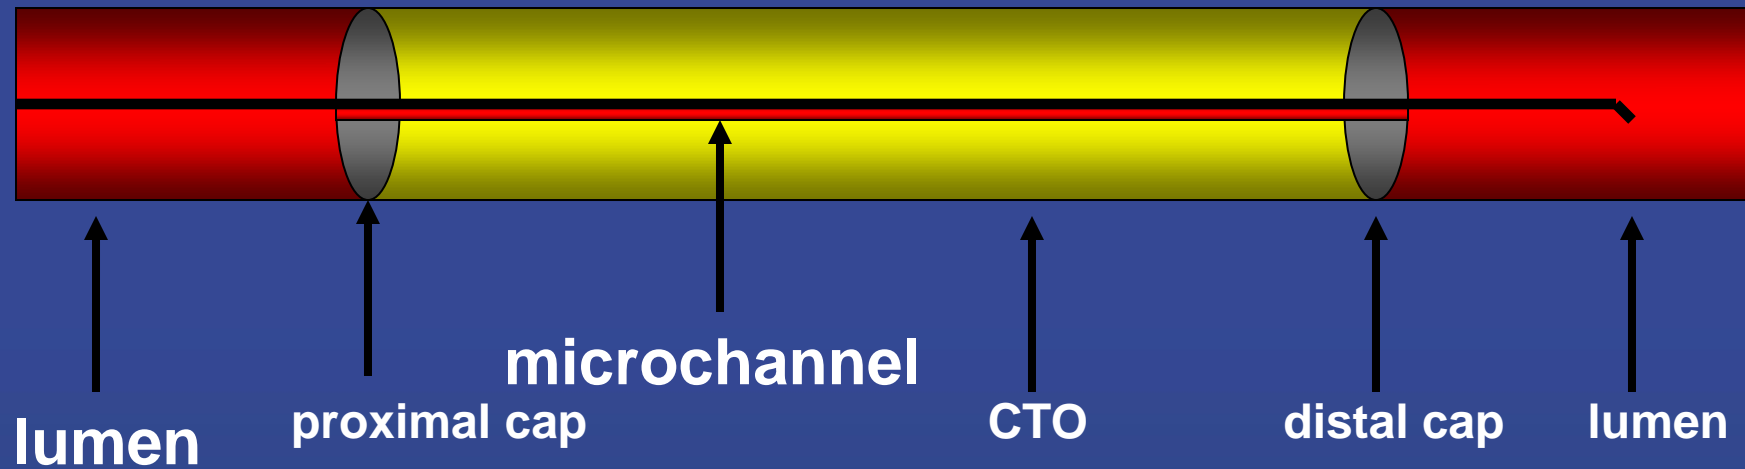 microchannel
lumen
proximal cap
CTO
distal cap
lumen